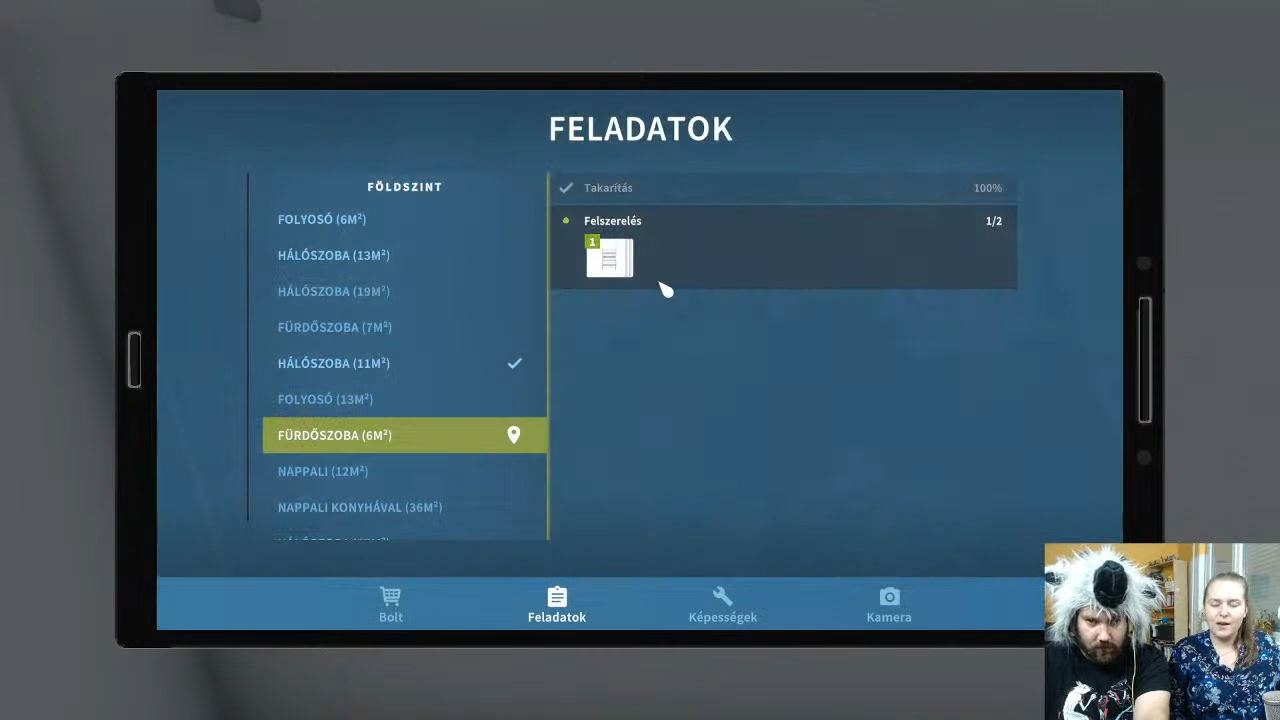 FELADATOK
FÖLDSZINT
FOLYOSÓ (6M²)
HÁLÓSZOBA (13M²)
HÁLÓSZOBA (19M²)
FÜRDŐSZOBA (7M²)
HÁLÓSZOBA (11M²)
FOLYOSÓ (13M²)
FÜRDŐSZOBA (6M²)
NAPPALI (12M²)
NAPPALI KONYHÁVAL (36M²)
Takarítás 100%
Felszerelés 1/2
1
Bolt Feladatok Képességek Kamera